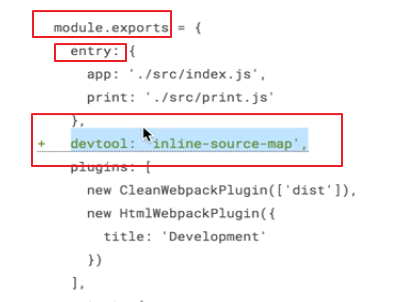 module.exports = {
entry: {
app: './src/index.js',
print: './src/print.js'
},
+ devtool: 'inline-source-map',
plugins: [
new CleanWebpackPlugin(['dist']),
new HtmlWebpackPlugin({
title: 'Development'
})
],